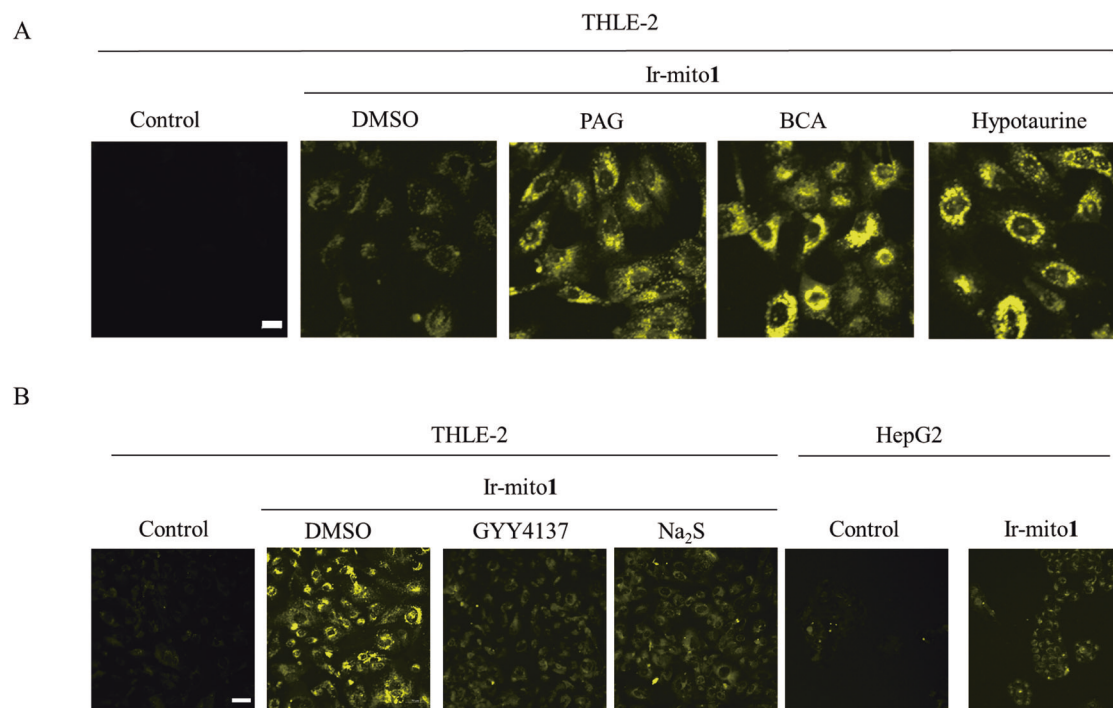 A
THLE-2
Ir-mito1
Control DMSO PAG BCA Hypotaurine
B
THLE-2 HepG2
Ir-mito1
Control DMSO GYY4137 Na₂S Control Ir-mito1